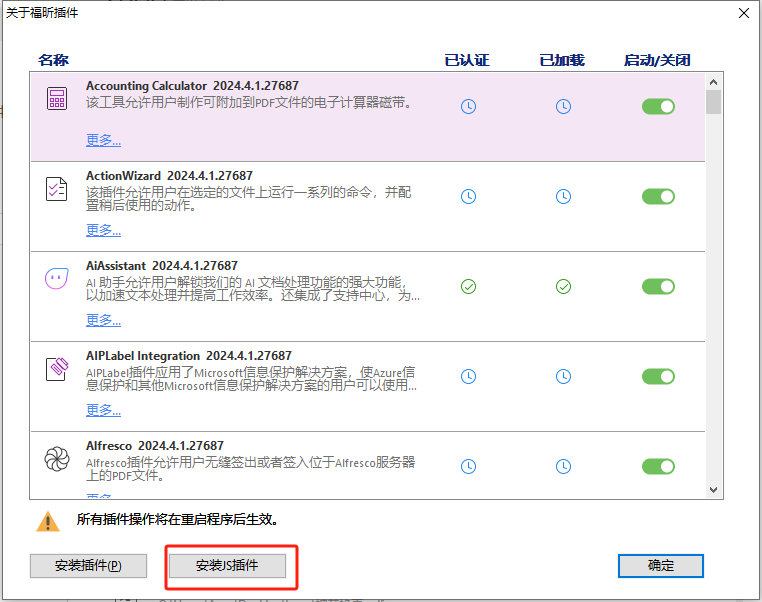 关于福昕插件
名称 已认证 已加载 启动/关闭
Accounting Calculator 2024.4.1.27687
该工具允许用户制作可附加到PDF文件的电子计算器磁带。
更多...
ActionWizard 2024.4.1.27687
该插件允许用户在选定的文件上运行一系列的命令，并配
置稍后使用的动作。
更多...
AiAssistant 2024.4.1.27687
AI 助手允许用户解锁我们的 AI 文档处理功能的强大功能，
以加速文本处理并提高工作效率。还集成了支持中心，为...
更多...
AIPLabel Integration 2024.4.1.27687
AIPLabel插件应用了Microsoft信息保护解决方案，使Azure信
息保护和其他Microsoft信息保护解决方案的用户可以使用...
更多...
Alfresco 2024.4.1.27687
Alfresco插件允许用户无缝签出或者签入位于Alfresco服务器
上的PDF文件。
更多...
所有插件操作将在重启程序后生效。
安装插件(P) 安装JS插件 确定